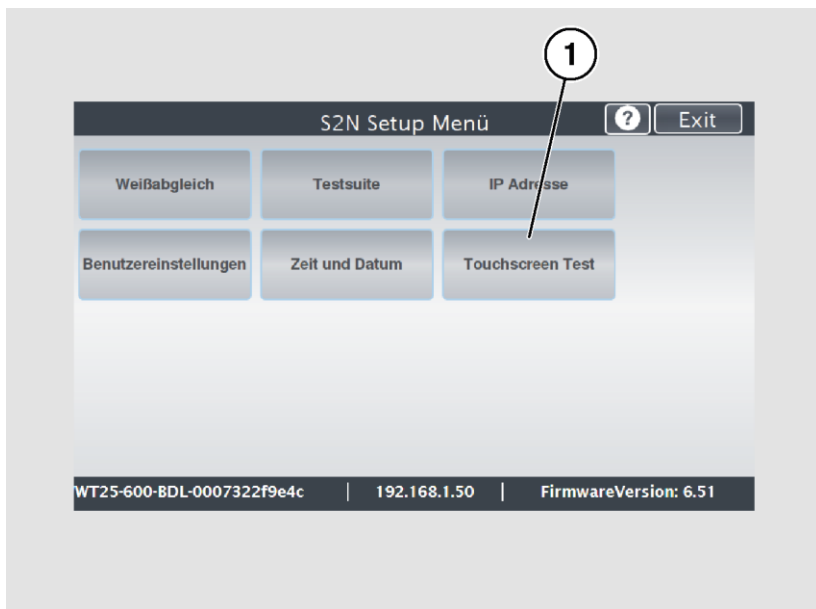 1
S2N Setup Menü
? Exit
Weißabgleich Testsuite IP Adresse
Benutzereinstellungen Zeit und Datum Touchscreen Test
WT25-600-BDL-0007322f9e4c | 192.168.1.50 | FirmwareVersion: 6.51